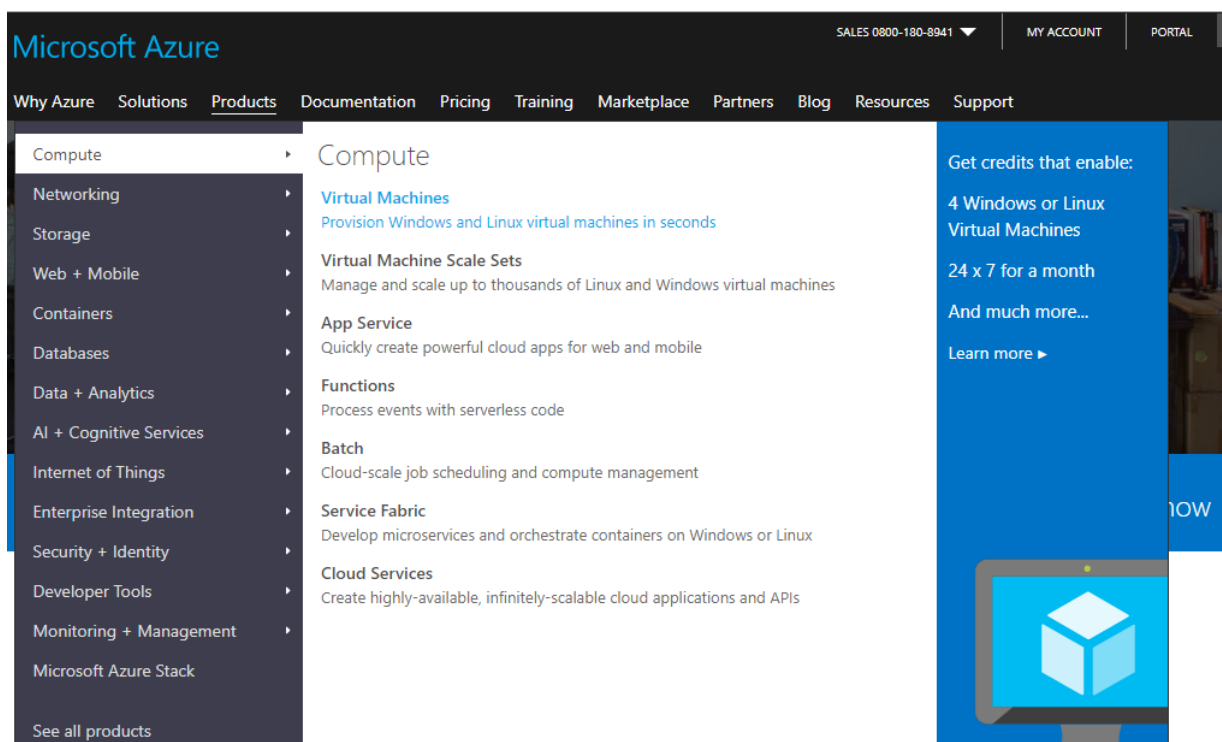 Microsoft Azure
SALES 0800-180-8941
MY ACCOUNT
PORTAL
Why Azure
Solutions
Products
Documentation
Pricing
Training
Marketplace
Partners
Blog
Resources
Support
Compute
Networking
Storage
Web + Mobile
Containers
Databases
Data + Analytics
AI + Cognitive Services
Internet of Things
Enterprise Integration
Security + Identity
Developer Tools
Monitoring + Management
Microsoft Azure Stack
See all products
Compute
Virtual Machines
Provision Windows and Linux virtual machines in seconds
Virtual Machine Scale Sets
Manage and scale up to thousands of Linux and Windows virtual machines
App Service
Quickly create powerful cloud apps for web and mobile
Functions
Process events with serverless code
Batch
Cloud-scale job scheduling and compute management
Service Fabric
Develop microservices and orchestrate containers on Windows or Linux
Cloud Services
Create highly-available, infinitely-scalable cloud applications and APIs
Get credits that enable:
4 Windows or Linux
Virtual Machines
24 x 7 for a month
And much more...
Learn more ▸